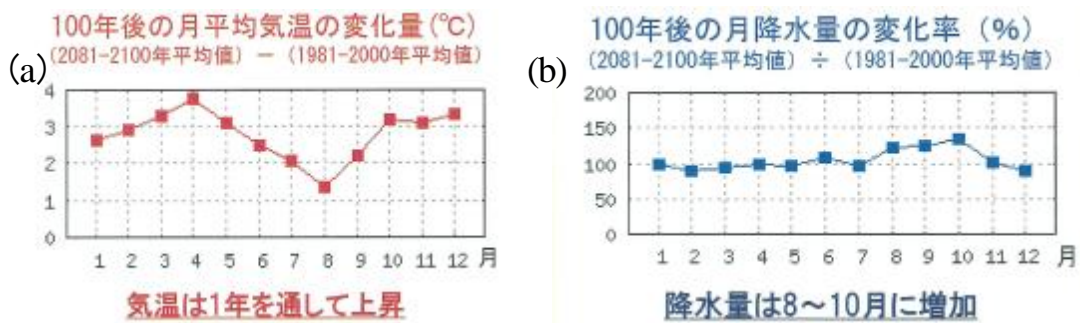 (a)
100年後の月平均気温の変化量(℃)
(2081-2100年平均値) － (1981-2000年平均値)
4
3
2
1
0
1 2 3 4 5 6 7 8 9 10 11 12 月
気温は1年を通して上昇
(b)
100年後の月降水量の変化率 (%)
(2081-2100年平均値) ÷ (1981-2000年平均値)
200
150
100
50
0
1 2 3 4 5 6 7 8 9 10 11 12 月
降水量は8～10月に増加